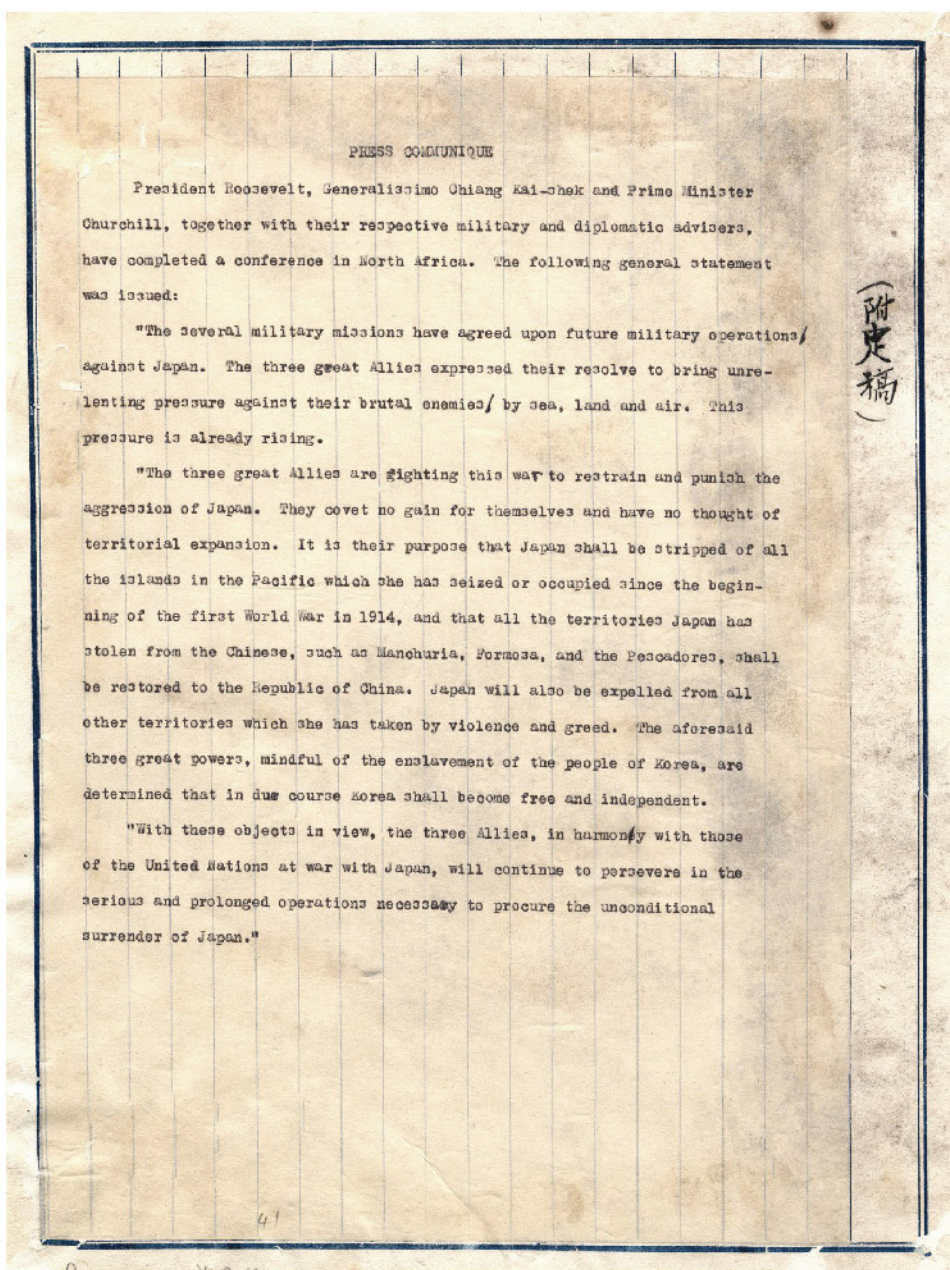 PRESS COMMUNIQUE
President Roosevelt, Generalissimo Chiang Kai-shek and Prime Minister
Churchill, together with their respective military and diplomatic advisers,
have completed a conference in North Africa. The following general statement
was issued:
"The several military missions have agreed upon future military operations
against Japan. The three great Allies expressed their resolve to bring unre-
lenting pressure against their brutal enemies by sea, land and air. This
pressure is already rising.
"The three great Allies are fighting this war to restrain and punish the
aggression of Japan. They covet no gain for themselves and have no thought of
territorial expansion. It is their purpose that Japan shall be stripped of all
the islands in the Pacific which she has seized or occupied since the begin-
ning of the first World War in 1914, and that all the territories Japan has
stolen from the Chinese, such as Manchuria, Formosa, and the Pescadores, shall
be restored to the Republic of China. Japan will also be expelled from all
other territories which she has taken by violence and greed. The aforesaid
three great powers, mindful of the enslavement of the people of Korea, are
determined that in due course Korea shall become free and independent.
"With these objects in view, the three Allies, in harmony with those
of the United Nations at war with Japan, will continue to persevere in the
serious and prolonged operations necessary to procure the unconditional
surrender of Japan."
(附定稿)
41